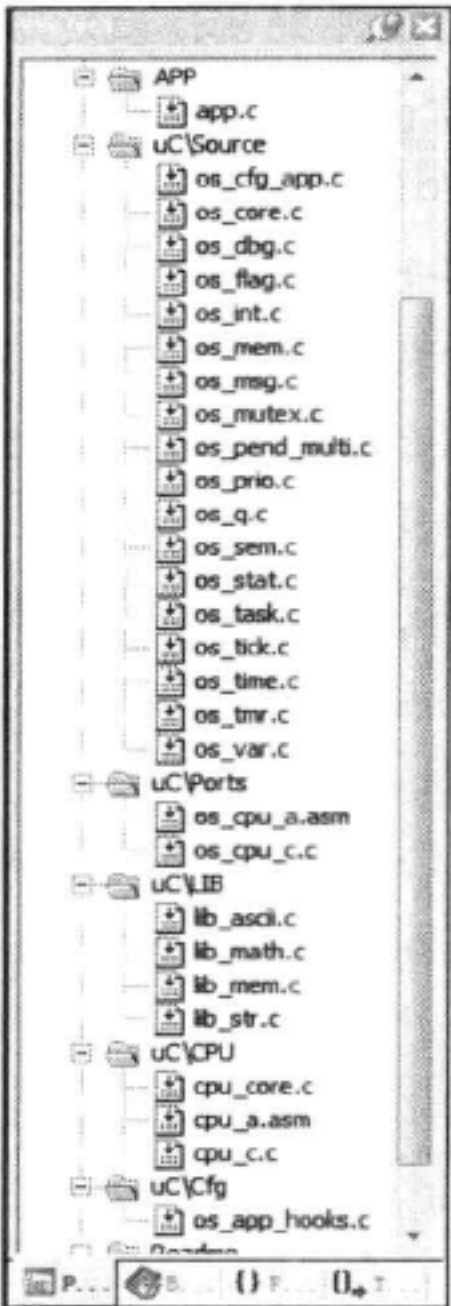 APP
app.c
uC\Source
os_cfg_app.c
os_core.c
os_dbg.c
os_flag.c
os_int.c
os_mem.c
os_msg.c
os_mutex.c
os_pend_multi.c
os_prio.c
os_q.c
os_sem.c
os_stat.c
os_task.c
os_tick.c
os_time.c
os_tmr.c
os_var.c
uC\Ports
os_cpu_a.asm
os_cpu_c.c
uC\LIB
lib_ascii.c
lib_math.c
lib_mem.c
lib_str.c
uC\CPU
cpu_core.c
cpu_a.asm
cpu_c.c
uC\Cfg
os_app_hooks.c
Readme
P... B... {} F... 0 T...